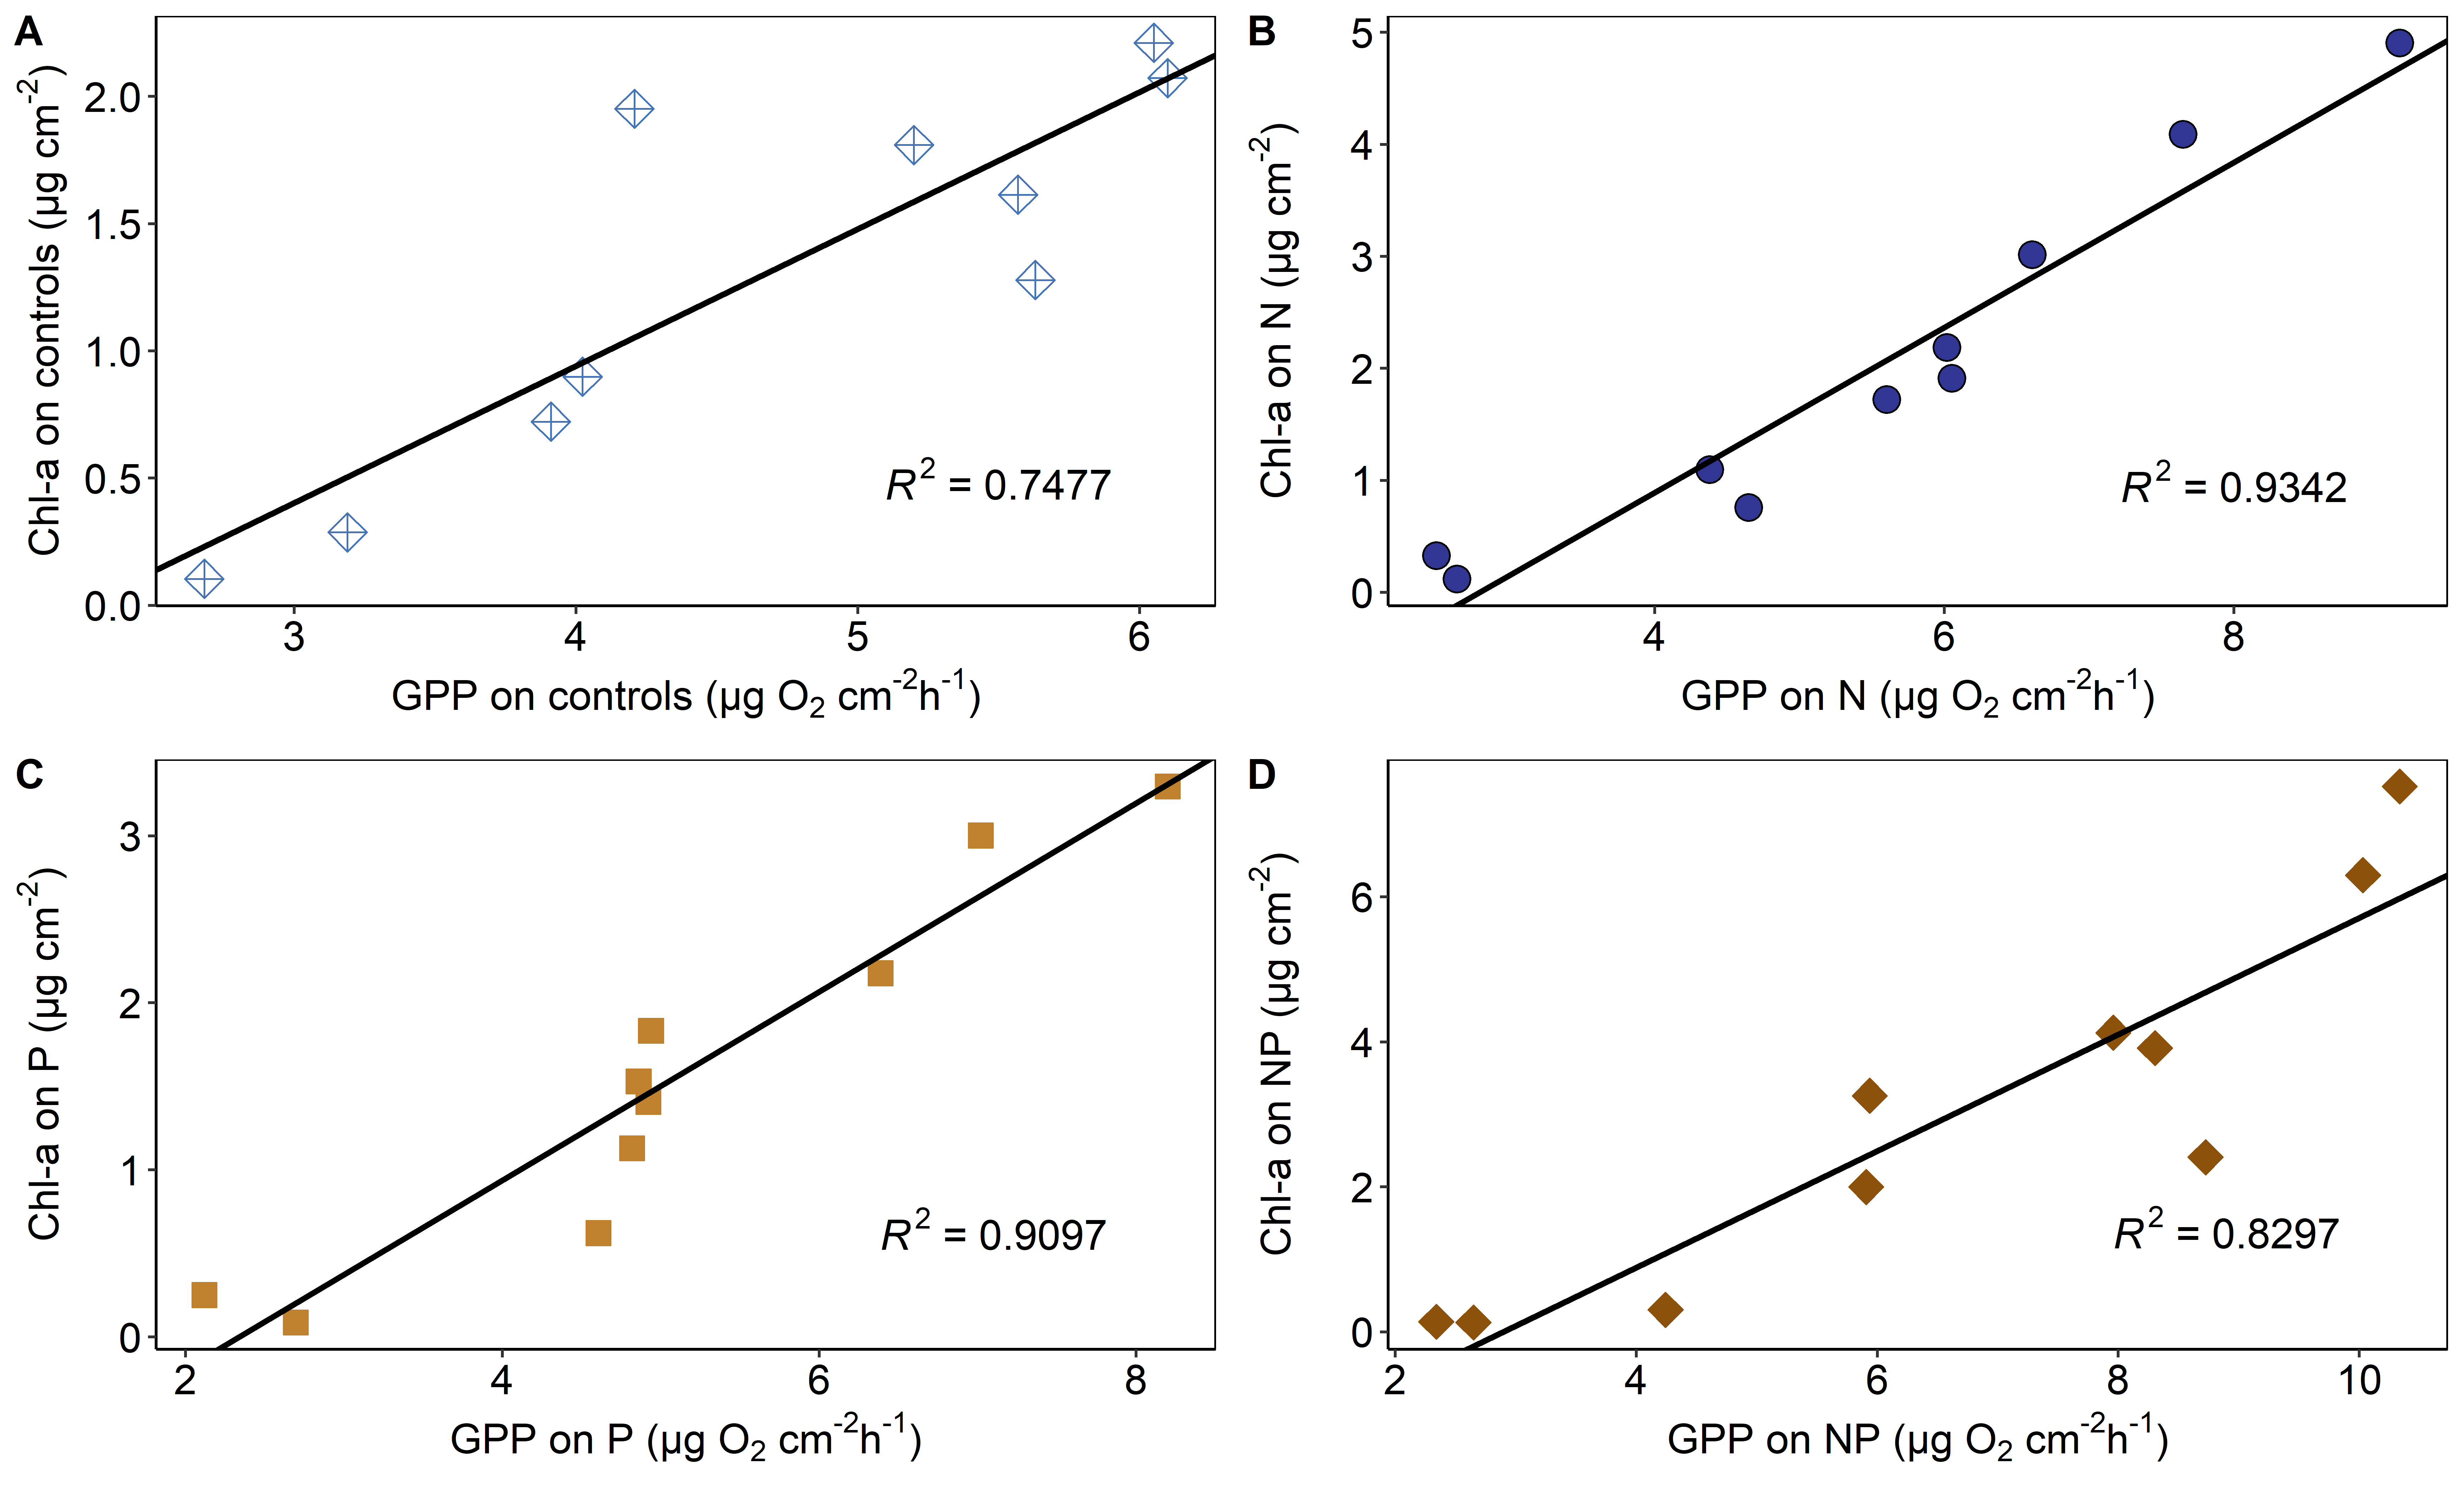 A
Chl-a on controls (µg cm⁻²)
2.0
1.5
1.0
0.5
0.0
R² = 0.7477
3 4 5 6
GPP on controls (µg O₂ cm⁻²h⁻¹)
B
Chl-a on N (µg cm⁻²)
5
4
3
2
1
0
R² = 0.9342
4 6 8
GPP on N (µg O₂ cm⁻²h⁻¹)
C
Chl-a on P (µg cm⁻²)
3
2
1
0
R² = 0.9097
2 4 6 8
GPP on P (µg O₂ cm⁻²h⁻¹)
D
Chl-a on NP (µg cm⁻²)
6
4
2
0
R² = 0.8297
2 4 6 8 10
GPP on NP (µg O₂ cm⁻²h⁻¹)